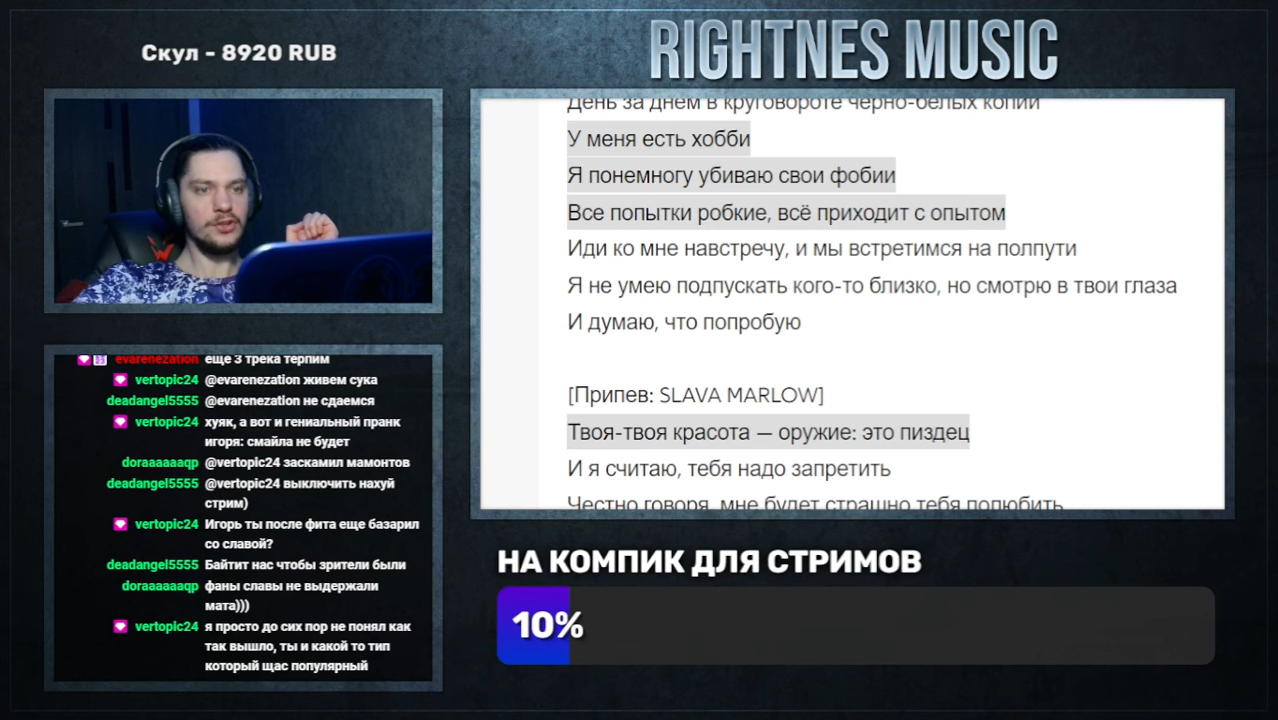 Скул - 8920 RUB
RIGHTNES MUSIC
День за днём в круговороте чёрно-белых копий
У меня есть хобби
Я понемногу убиваю свои фобии
Все попытки робкие, всё приходит с опытом
Иди ко мне навстречу, и мы встретимся на полпути
Я не умею подпускать кого-то близко, но смотрю в твои глаза
И думаю, что попробую
[Припев: SLAVA MARLOW]
Твоя-твоя красота — оружие: это пиздец
И я считаю, тебя надо запретить
Честно говоря, мне будет страшно тебя полюбить
evarenezation еще 3 трека терпим
vertopic24 @evarenezation живем сука
deadangel5555 @evarenezation не сдаемся
vertopic24 хуяк, а вот и гениальный пранк
игоря: смайла не будет
doraaaaaaqp @vertopic24 заскамил мамонтов
deadangel5555 @vertopic24 выключить нахуй
стрим)
vertopic24 Игорь ты после фита еще базарил
со славой?
deadangel5555 Байтит нас чтобы зрители были
doraaaaaaqp фаны славы не выдержали
мата)))
vertopic24 я просто до сих пор не понял как
так вышло, ты и какой то тип
который щас популярный
НА КОМПИК ДЛЯ СТРИМОВ
10%